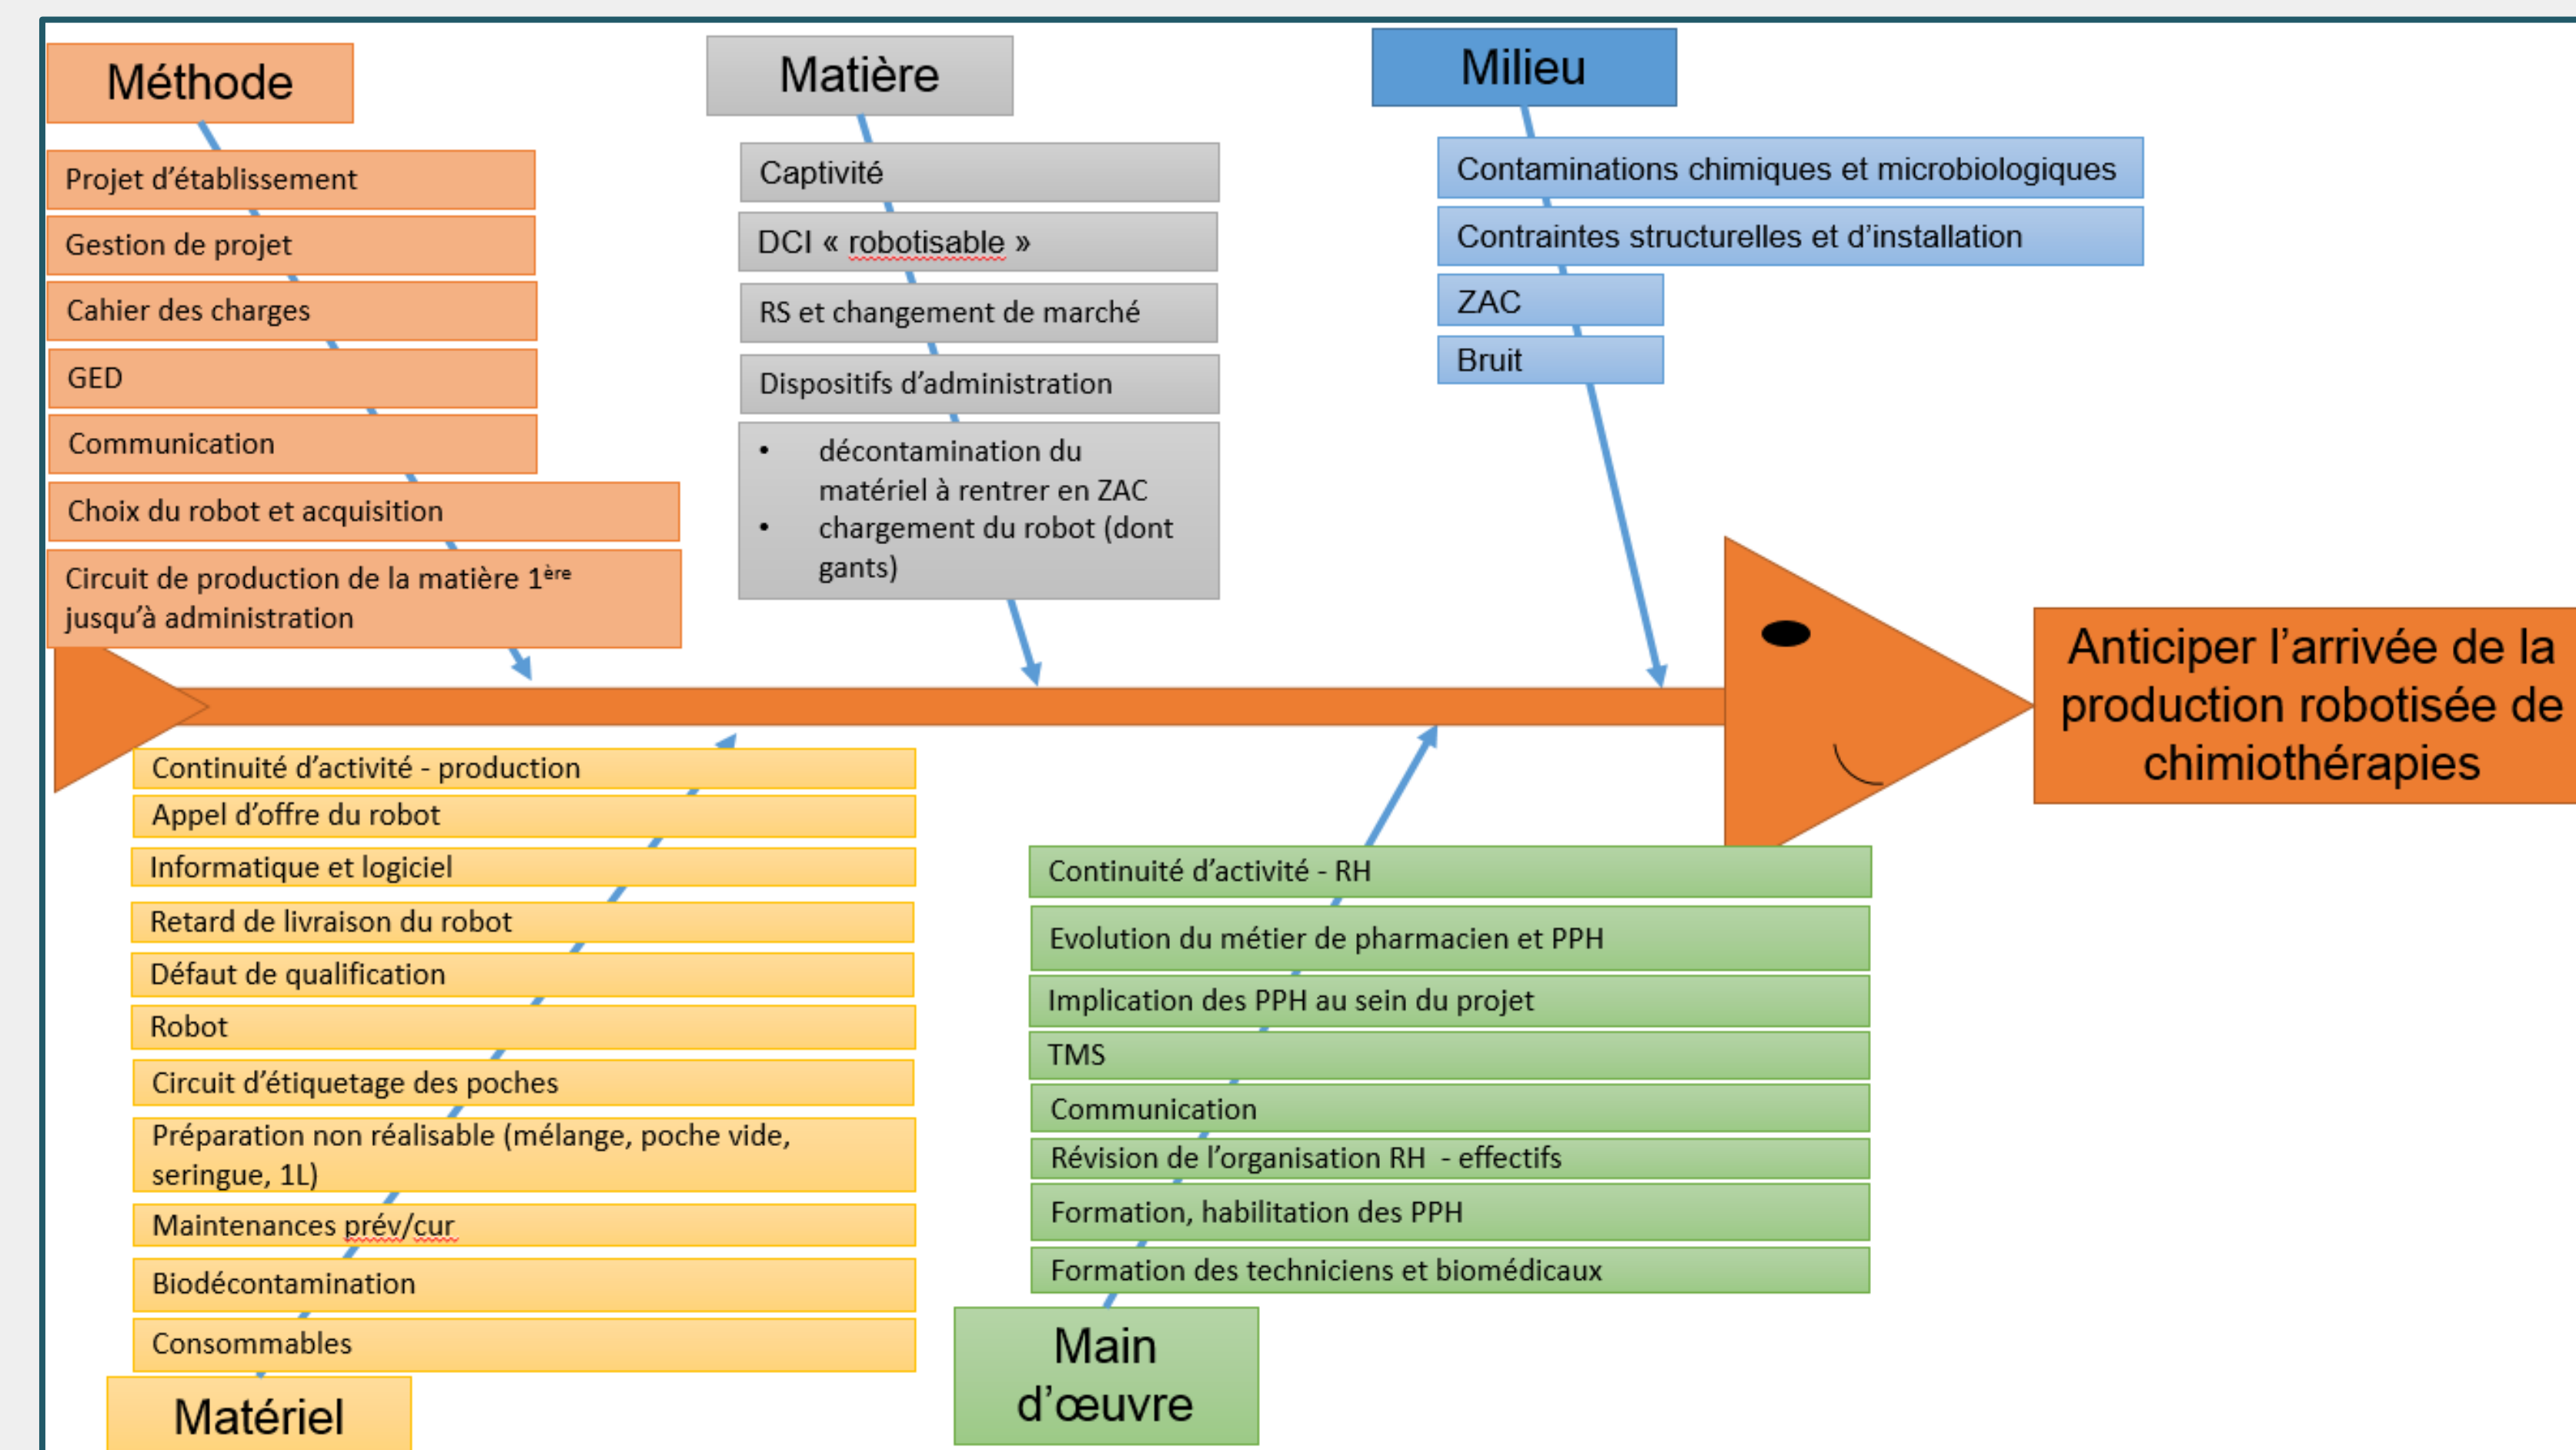 Méthode
Projet d’établissement
Gestion de projet
Cahier des charges
GED
Communication
Choix du robot et acquisition
Circuit de production de la matière 1ère
jusqu’à administration
Matière
Captivité
DCI « robotisable »
RS et changement de marché
Dispositifs d’administration
• décontamination du
matériel à rentrer en ZAC
• chargement du robot (dont
gants)
Milieu
Contaminations chimiques et microbiologiques
Contraintes structurelles et d’installation
ZAC
Bruit
Anticiper l’arrivée de la
production robotisée de
chimiothérapies
Continuité d’activité - production
Appel d’offre du robot
Informatique et logiciel
Retard de livraison du robot
Défaut de qualification
Robot
Circuit d’étiquetage des poches
Préparation non réalisable (mélange, poche vide,
seringue, 1L)
Maintenances prév/cur
Biodécontamination
Consommables
Matériel
Continuité d’activité - RH
Evolution du métier de pharmacien et PPH
Implication des PPH au sein du projet
TMS
Communication
Révision de l’organisation RH - effectifs
Formation, habilitation des PPH
Formation des techniciens et biomédicaux
Main
d’œuvre